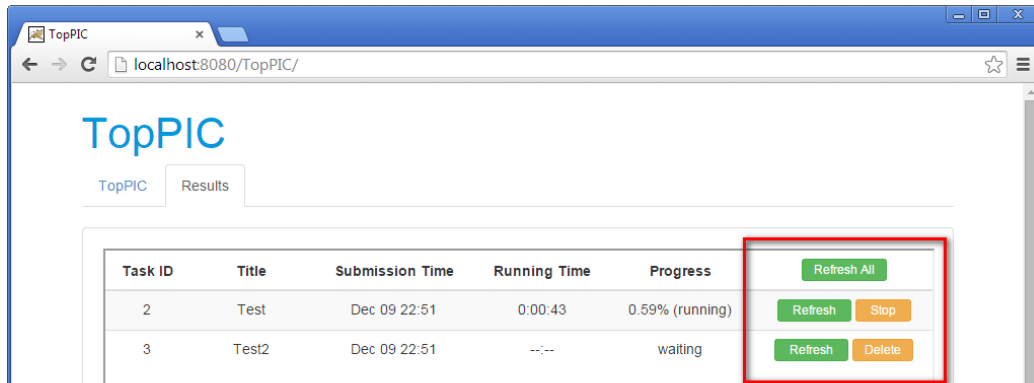 TopPIC
localhost:8080/TopPIC/
TopPIC
TopPIC Results
Task ID Title Submission Time Running Time Progress Refresh All
2 Test Dec 09 22:51 0:00:43 0.59% (running) Refresh Stop
3 Test2 Dec 09 22:51 --:-- waiting Refresh Delete